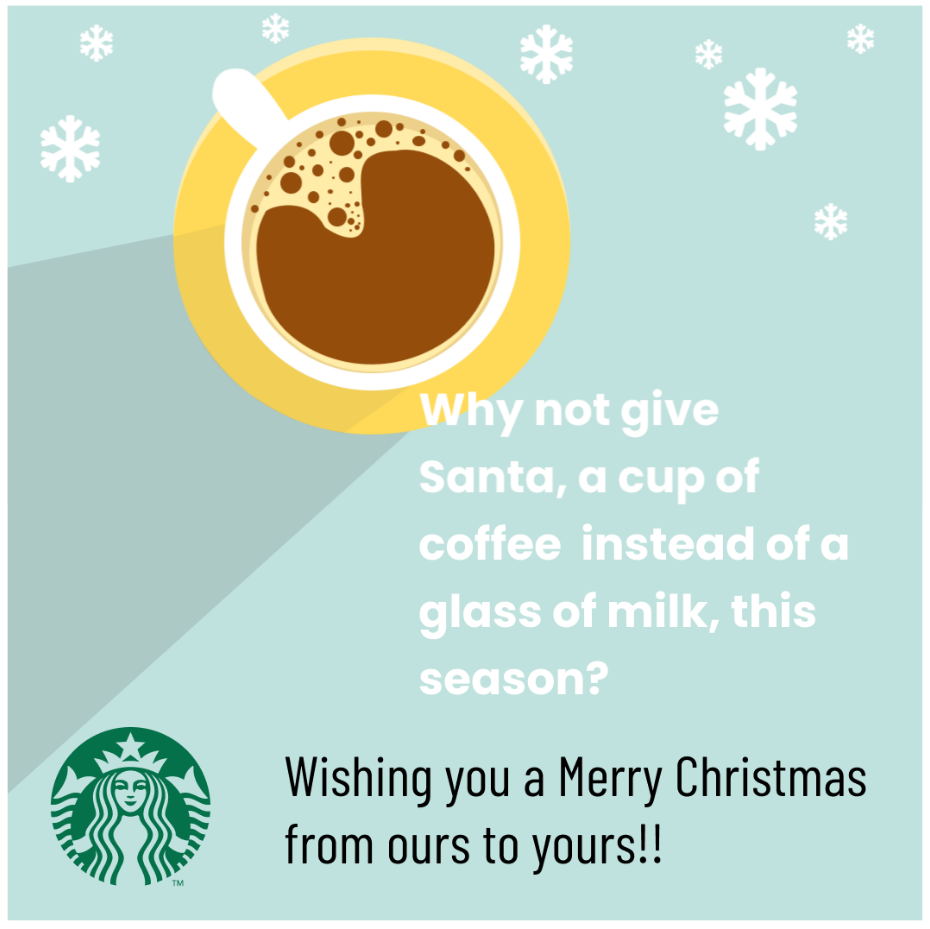 Why not give
Santa, a cup of
coffee  instead of a
glass of milk, this
season?
Wishing you a Merry Christmas
from ours to yours!!
TM